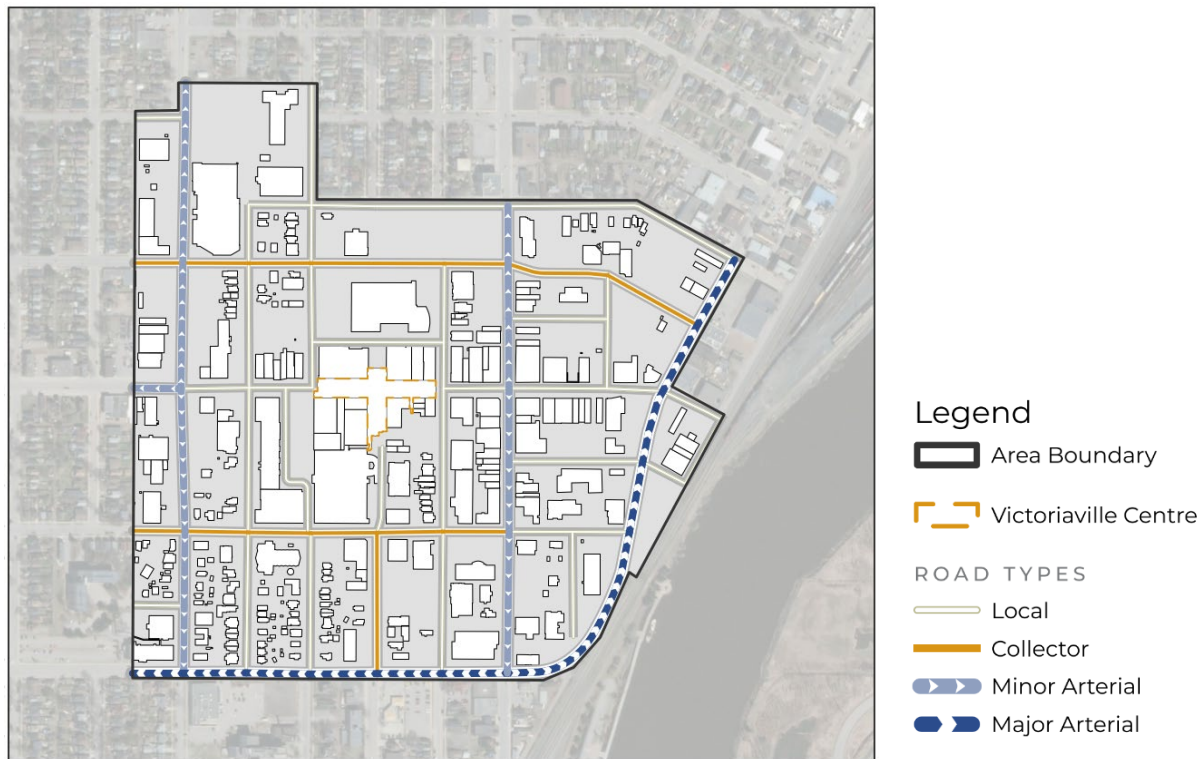 Legend
Area Boundary
Victoriaville Centre
ROAD TYPES
Local
Collector
Minor Arterial
Major Arterial